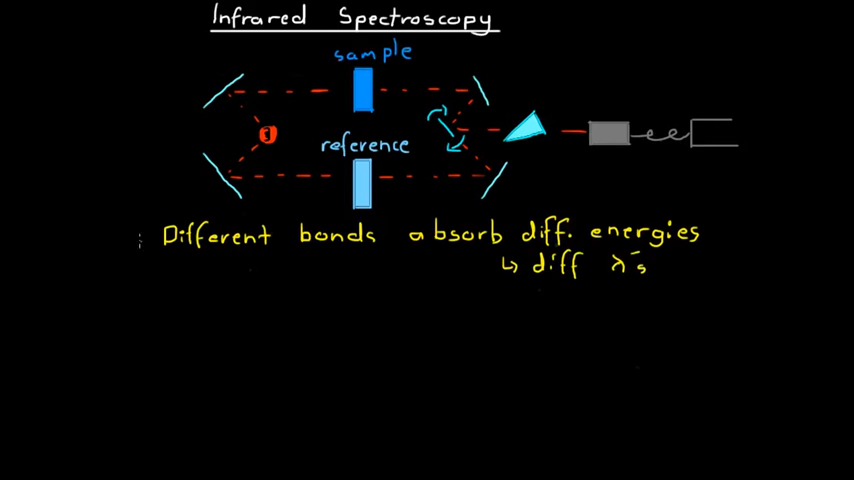 Infrared Spectroscopy
sample
reference
Different bonds absorb diff. energies
↳ diff λ's